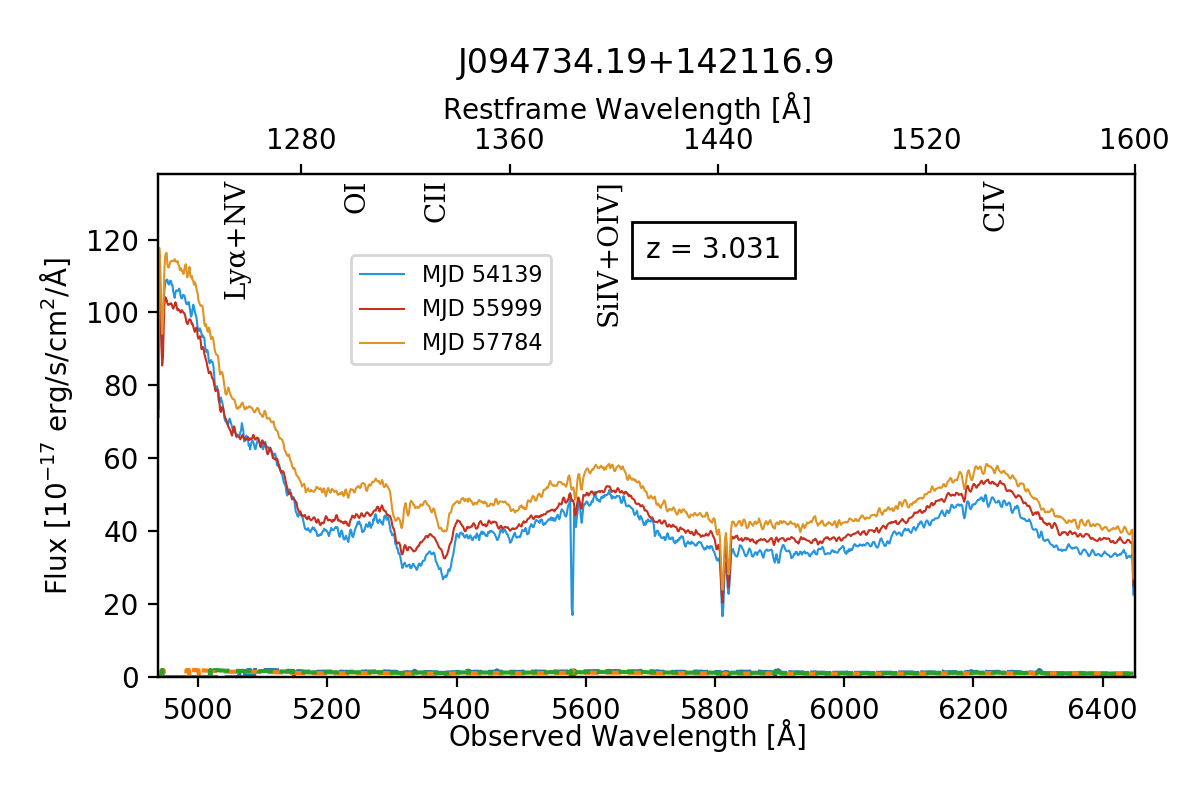 J094734.19+142116.9
Restframe Wavelength [Å]
1280 1360 1440 1520 1600
Lyα+NV
OI
CII
SiIV+OIV]
CIV
z = 3.031
MJD 54139
MJD 55999
MJD 57784
Flux [10⁻¹⁷ erg/s/cm²/Å]
120
100
80
60
40
20
0
5000 5200 5400 5600 5800 6000 6200 6400
Observed Wavelength [Å]